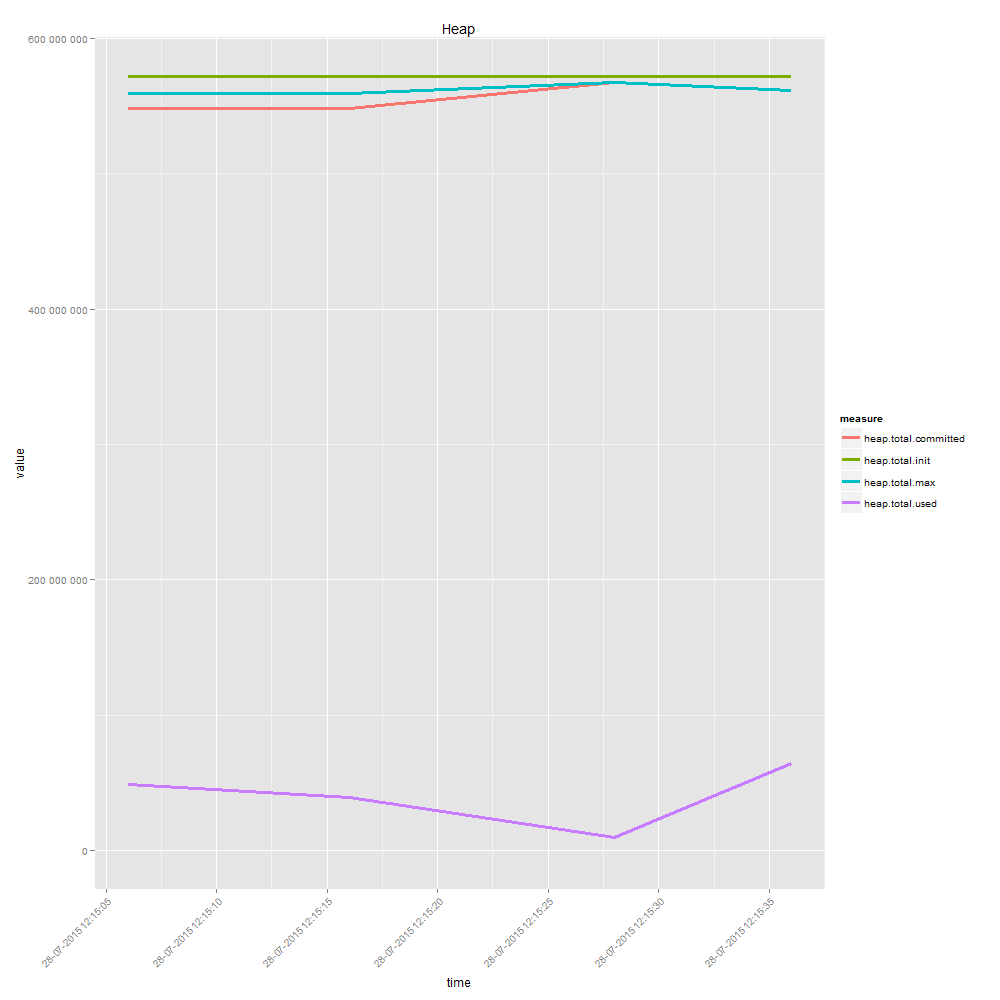 Heap
600 000 000
400 000 000
200 000 000
0
value
28-07-2015 12:15:05
28-07-2015 12:15:10
28-07-2015 12:15:15
28-07-2015 12:15:20
28-07-2015 12:15:25
28-07-2015 12:15:30
28-07-2015 12:15:35
time
measure
heap.total.committed
heap.total.init
heap.total.max
heap.total.used